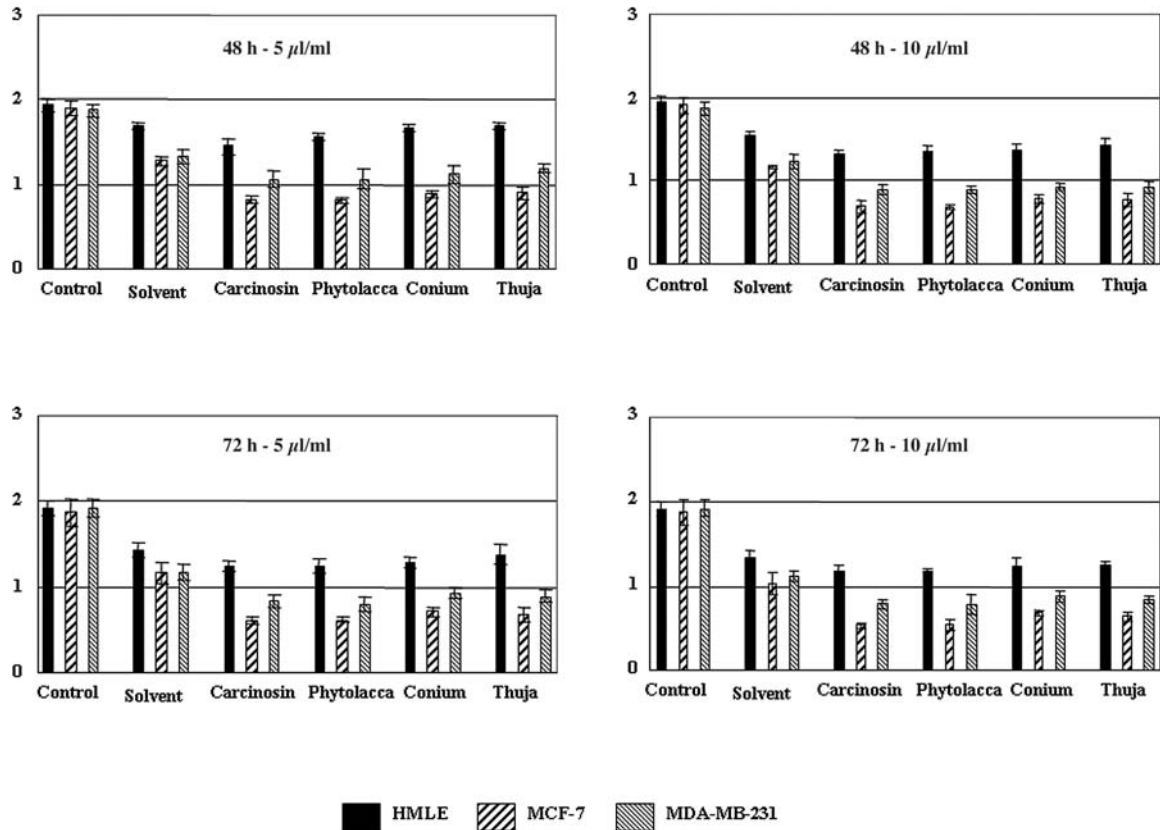 3
48 h - 5 µl/ml
2
1
0
Control Solvent Carcinosin Phytolacca Conium Thuja
3
48 h - 10 µl/ml
2
1
0
Control Solvent Carcinosin Phytolacca Conium Thuja
3
72 h - 5 µl/ml
2
1
0
Control Solvent Carcinosin Phytolacca Conium Thuja
3
72 h - 10 µl/ml
2
1
0
Control Solvent Carcinosin Phytolacca Conium Thuja
HMLE MCF-7 MDA-MB-231